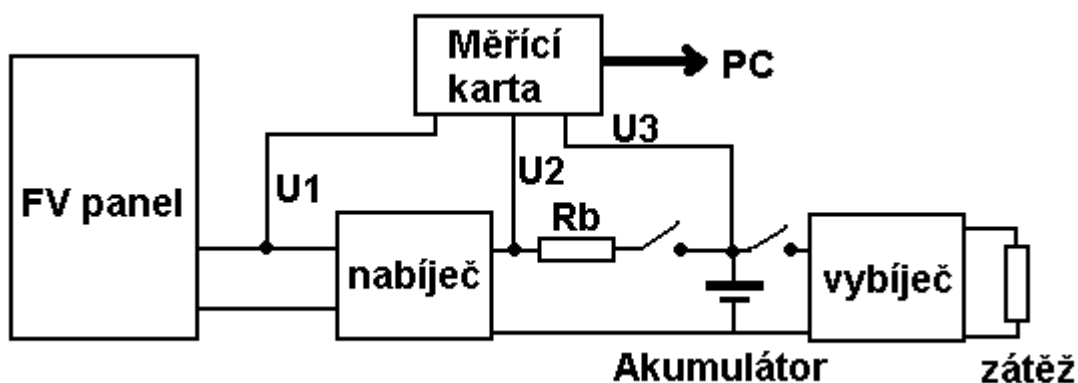 Měřící
karta
PC
U3
U2
U1
FV panel
Rb
nabíječ
vybíječ
Akumulátor
zátěž